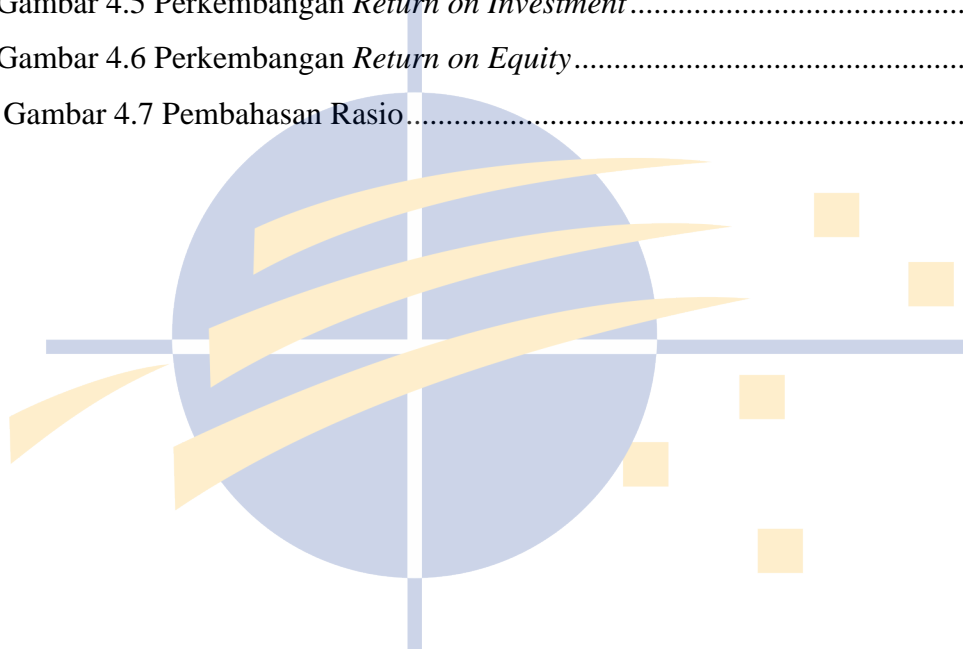 Gambar 4.5 Perkembangan Return on Investment..........................................
Gambar 4.6 Perkembangan Return on Equity.................................................
Gambar 4.7 Pembahasan Rasio......................................................................